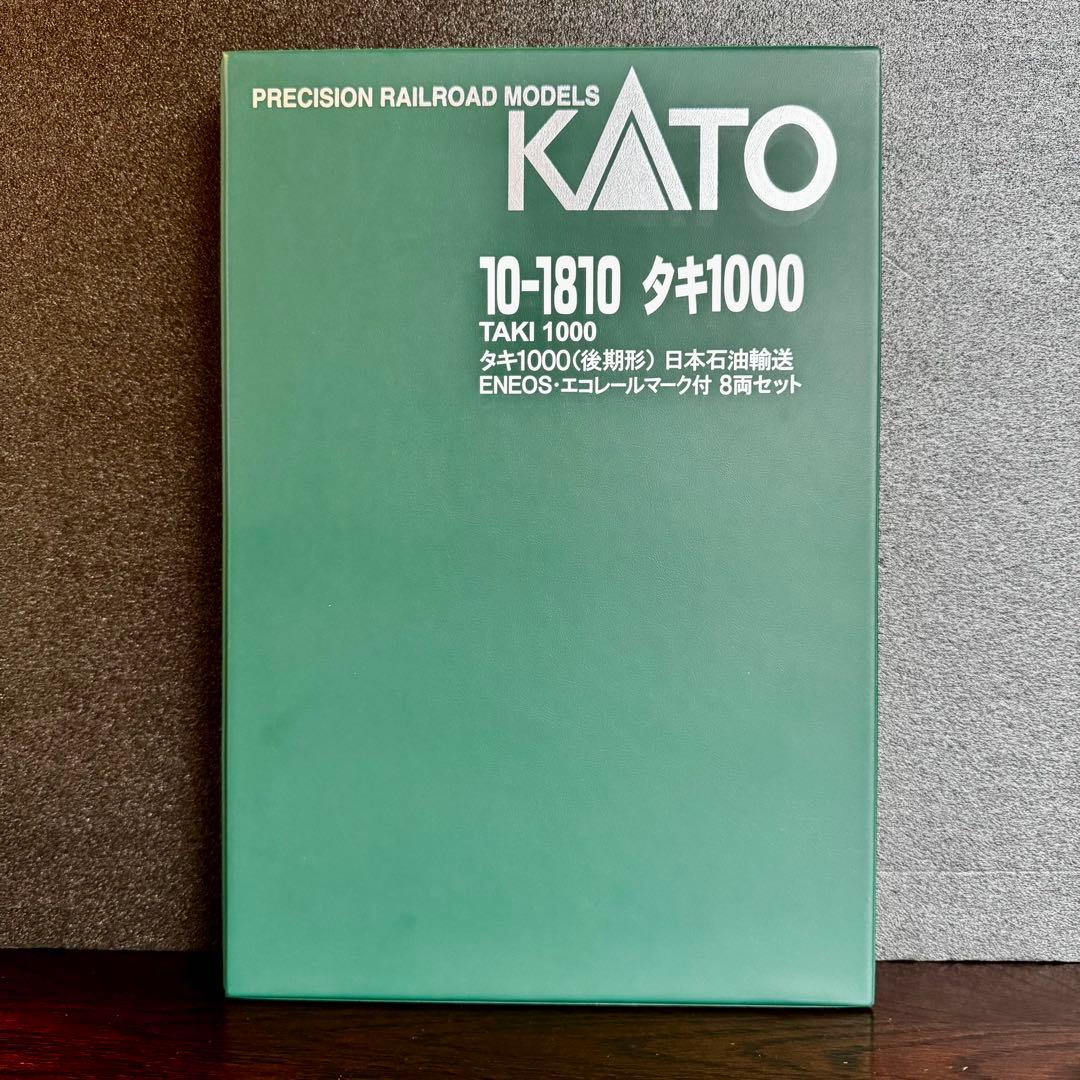 PRECISION RAILROAD MODELS
KATO
10-1810 タキ1000
TAKI 1000
タキ1000(後期形) 日本石油輸送
ENEOS・エコレールマーク付 8両セット